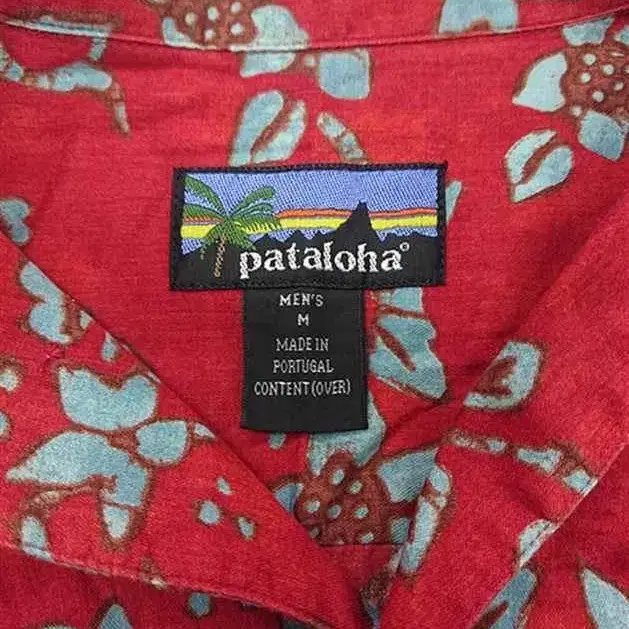 pataloha®
MEN'S
M
MADE IN
PORTUGAL
CONTENT (OVER)